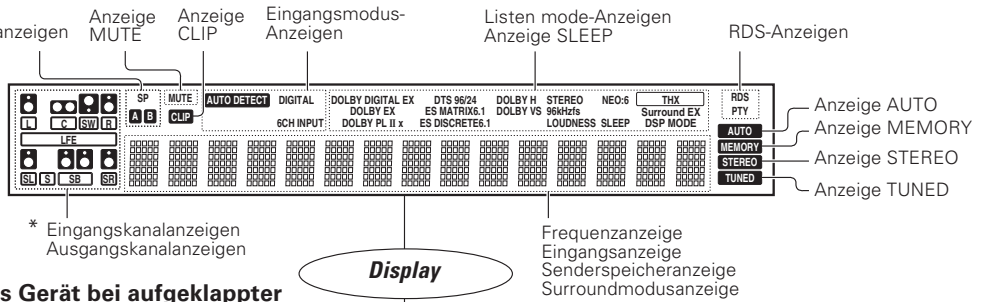 anzeigen
Anzeige
MUTE
Anzeige
CLIP
Eingangsmodus-
Anzeigen
Listen mode-Anzeigen
Anzeige SLEEP
RDS-Anzeigen
SP
A B
MUTE
CLIP
AUTO DETECT DIGITAL
6CH INPUT
DOLBY DIGITAL EX DTS 96/24 DOLBY H STEREO NEO:6 THX
DOLBY EX ES MATRIX6.1 DOLBY VS 96kHzfs Surround EX
DOLBY PL II x ES DISCRETE6.1 LOUDNESS SLEEP DSP MODE
RDS
PTY
AUTO
MEMORY
STEREO
TUNED
L C SW R
LFE
SL S SB SR
Anzeige AUTO
Anzeige MEMORY
Anzeige STEREO
Anzeige TUNED
* Eingangskanalanzeigen
Ausgangskanalanzeigen
Display
Frequenzanzeige
Eingangsanzeige
Senderspeicheranzeige
Surroundmodusanzeige
s Gerät bei aufgeklappter